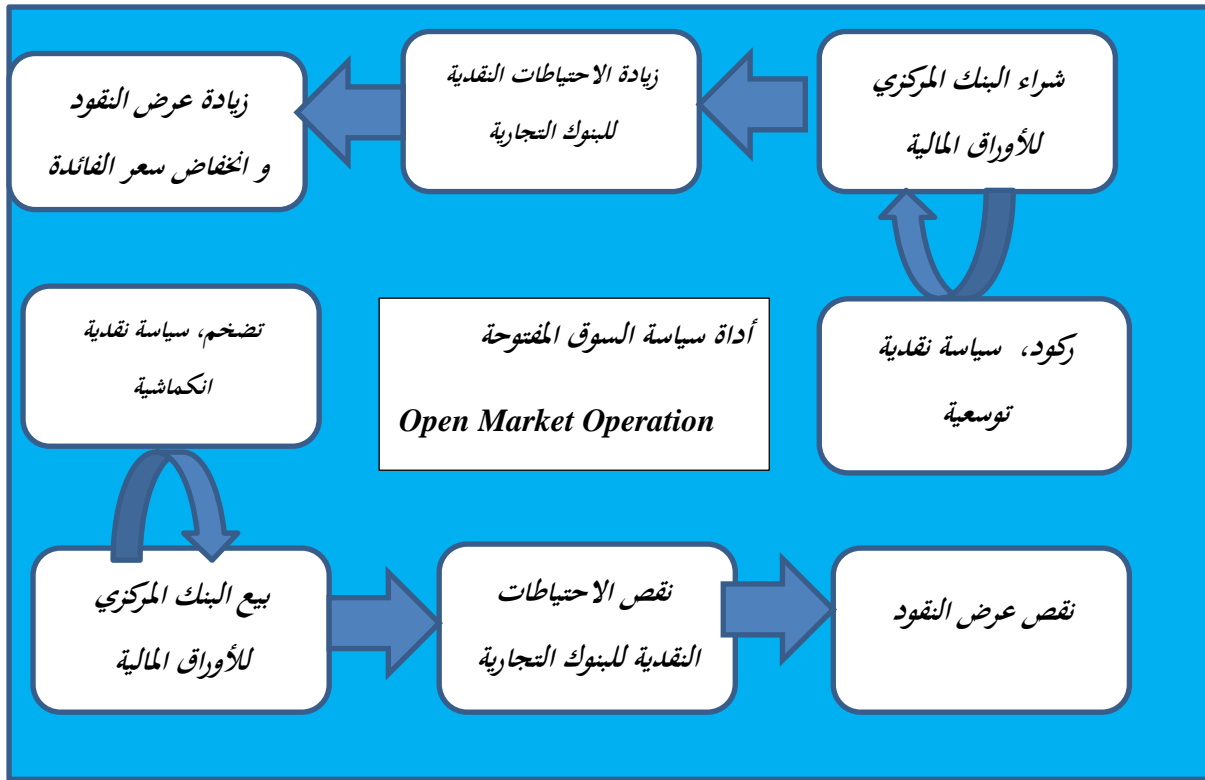 شراء البنك المركزي
للأوراق المالية
زيادة الاحتياطات النقدية
للبنوك التجارية
زيادة عرض النقود
و انخفاض سعر الفائدة
ركود، سياسة نقدية
توسعية
أداة سياسة السوق المفتوحة
Open Market Operation
تضخم، سياسة نقدية
انكماشية
بيع البنك المركزي
للأوراق المالية
نقص الاحتياطات
النقدية للبنوك التجارية
نقص عرض النقود